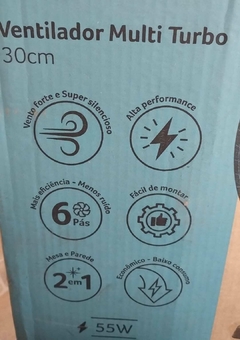 Ventilador Multi Turbo
30cm
Vento forte e Super silencioso
Alta performance
Mais eficiência - Menos ruído
6 Pás
Fácil de montar
Mesa e Parede
2 em 1
Econômico - Baixo consumo
55W